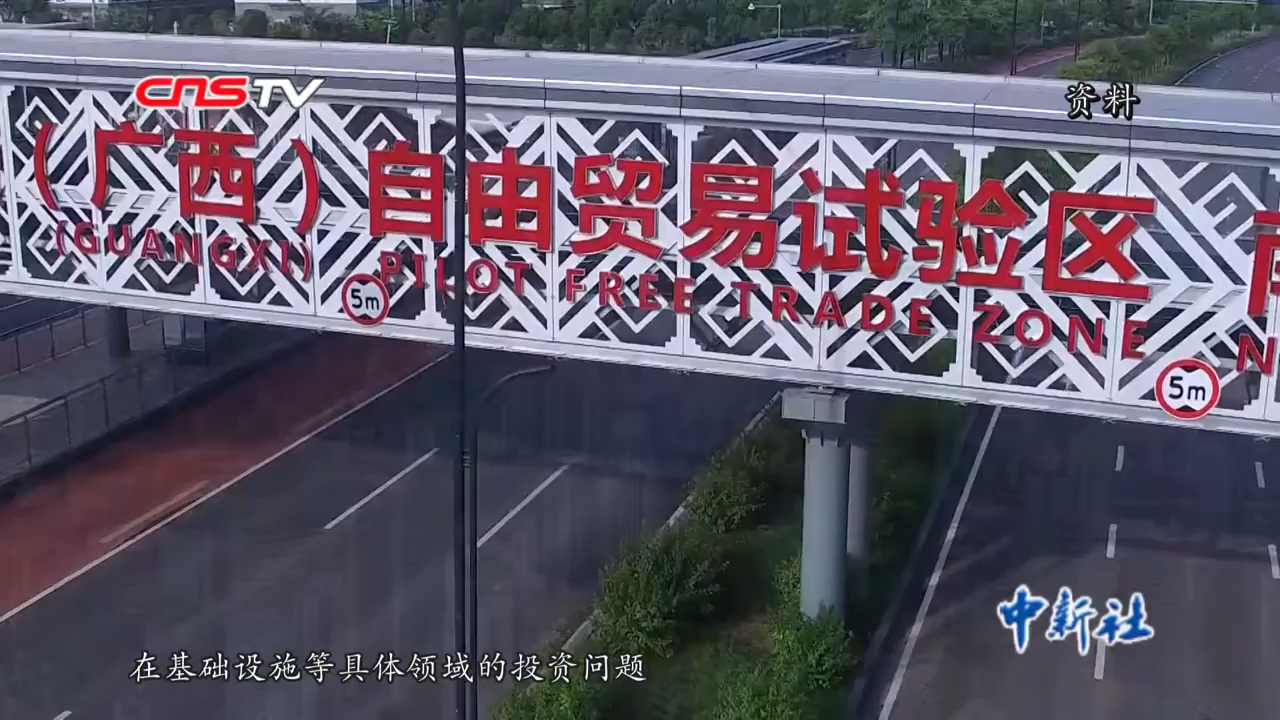 CNSTV
资料
（广西）自由贸易试验区
(GUANGXI) PILOT FREE TRADE ZONE N
5m
5m
中新社
在基础设施等具体领域的投资问题